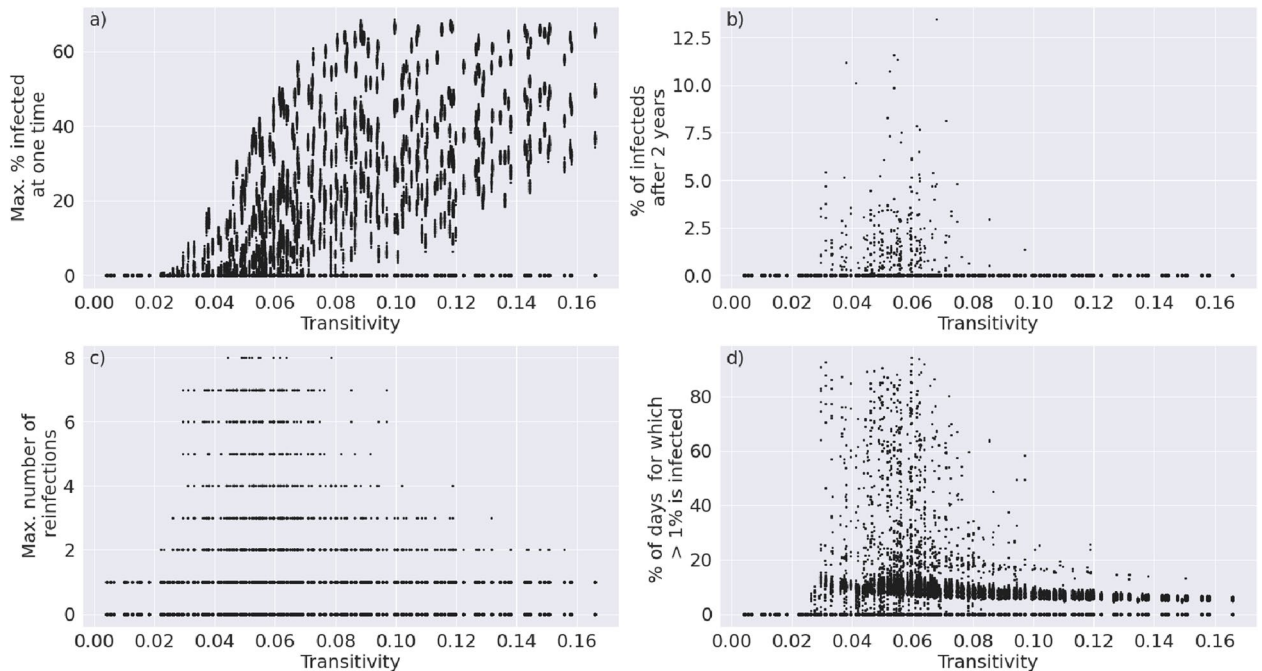 a)
Max. % infected
at one time
60
40
20
0
0.00 0.02 0.04 0.06 0.08 0.10 0.12 0.14 0.16
Transitivity
b)
% of infecteds
after 2 years
12.5
10.0
7.5
5.0
2.5
0.0
0.00 0.02 0.04 0.06 0.08 0.10 0.12 0.14 0.16
Transitivity
c)
Max. number of
reinfections
8
6
4
2
0
0.00 0.02 0.04 0.06 0.08 0.10 0.12 0.14 0.16
Transitivity
d)
% of days for which
> 1% is infected
80
60
40
20
0
0.00 0.02 0.04 0.06 0.08 0.10 0.12 0.14 0.16
Transitivity